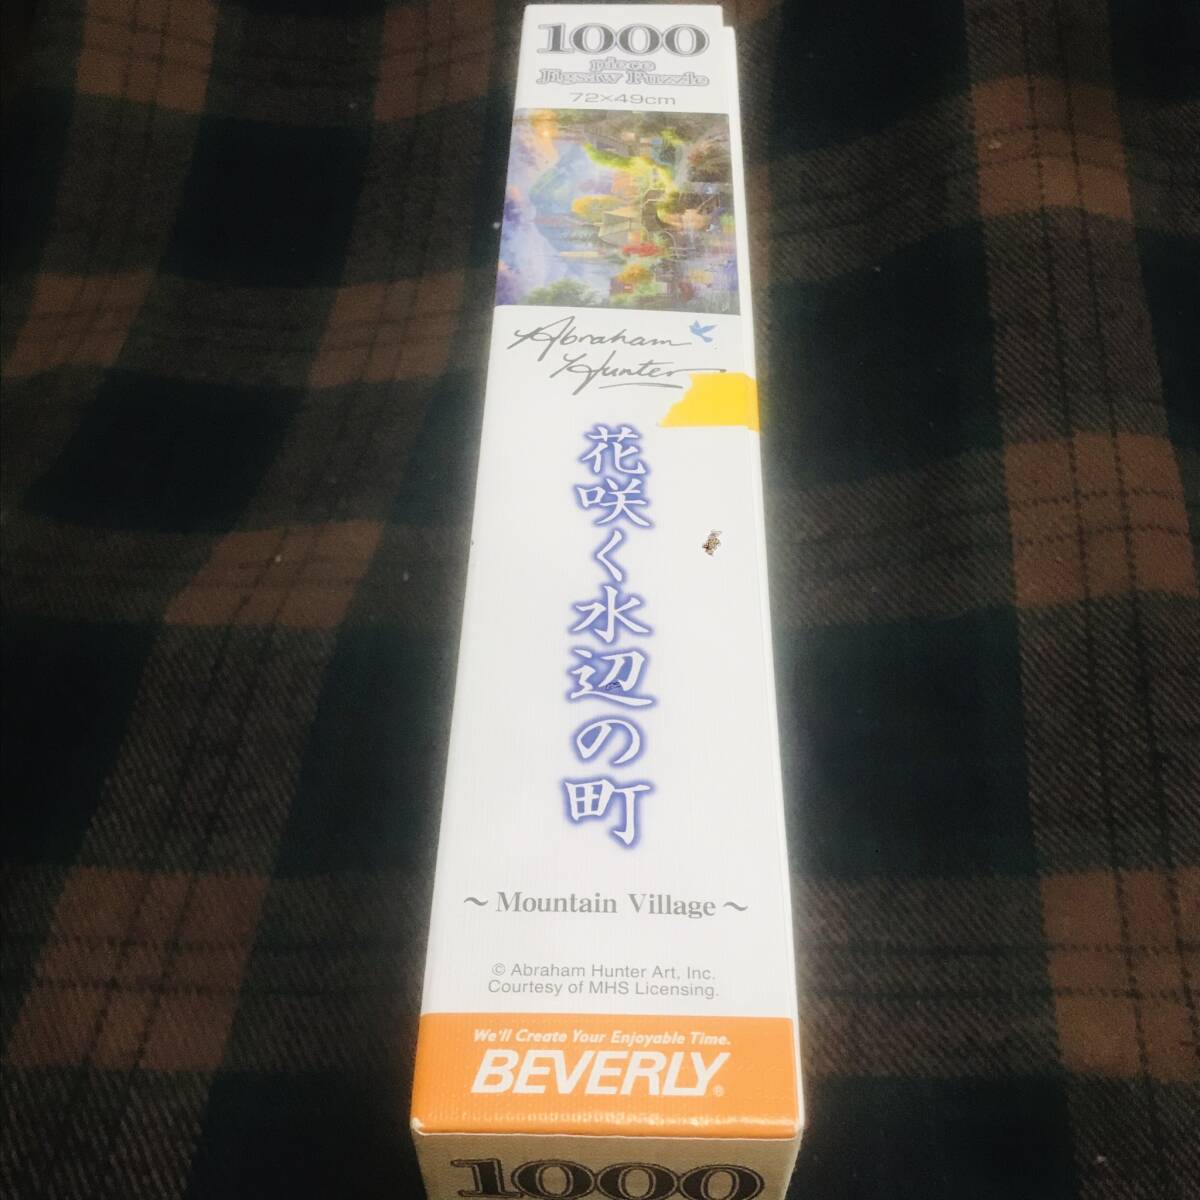 1000
piece
Jigsaw Puzzle
72×49cm
Abraham
Hunter
花咲く水辺の町
～Mountain Village～
© Abraham Hunter Art, Inc.
Courtesy of MHS Licensing.
We'll Create Your Enjoyable Time.
BEVERLY®
1000